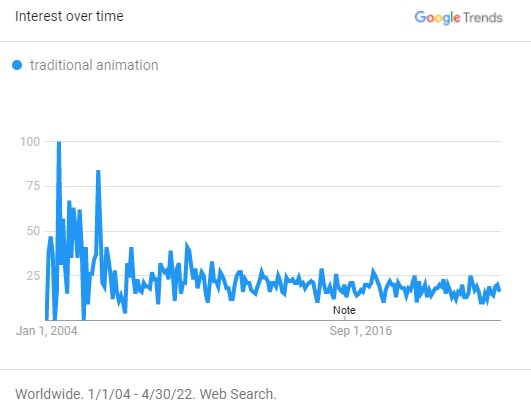 Interest over time
Google Trends
traditional animation
100
75
50
25
Note
Jan 1, 2004
Sep 1, 2016
Worldwide. 1/1/04 - 4/30/22. Web Search.